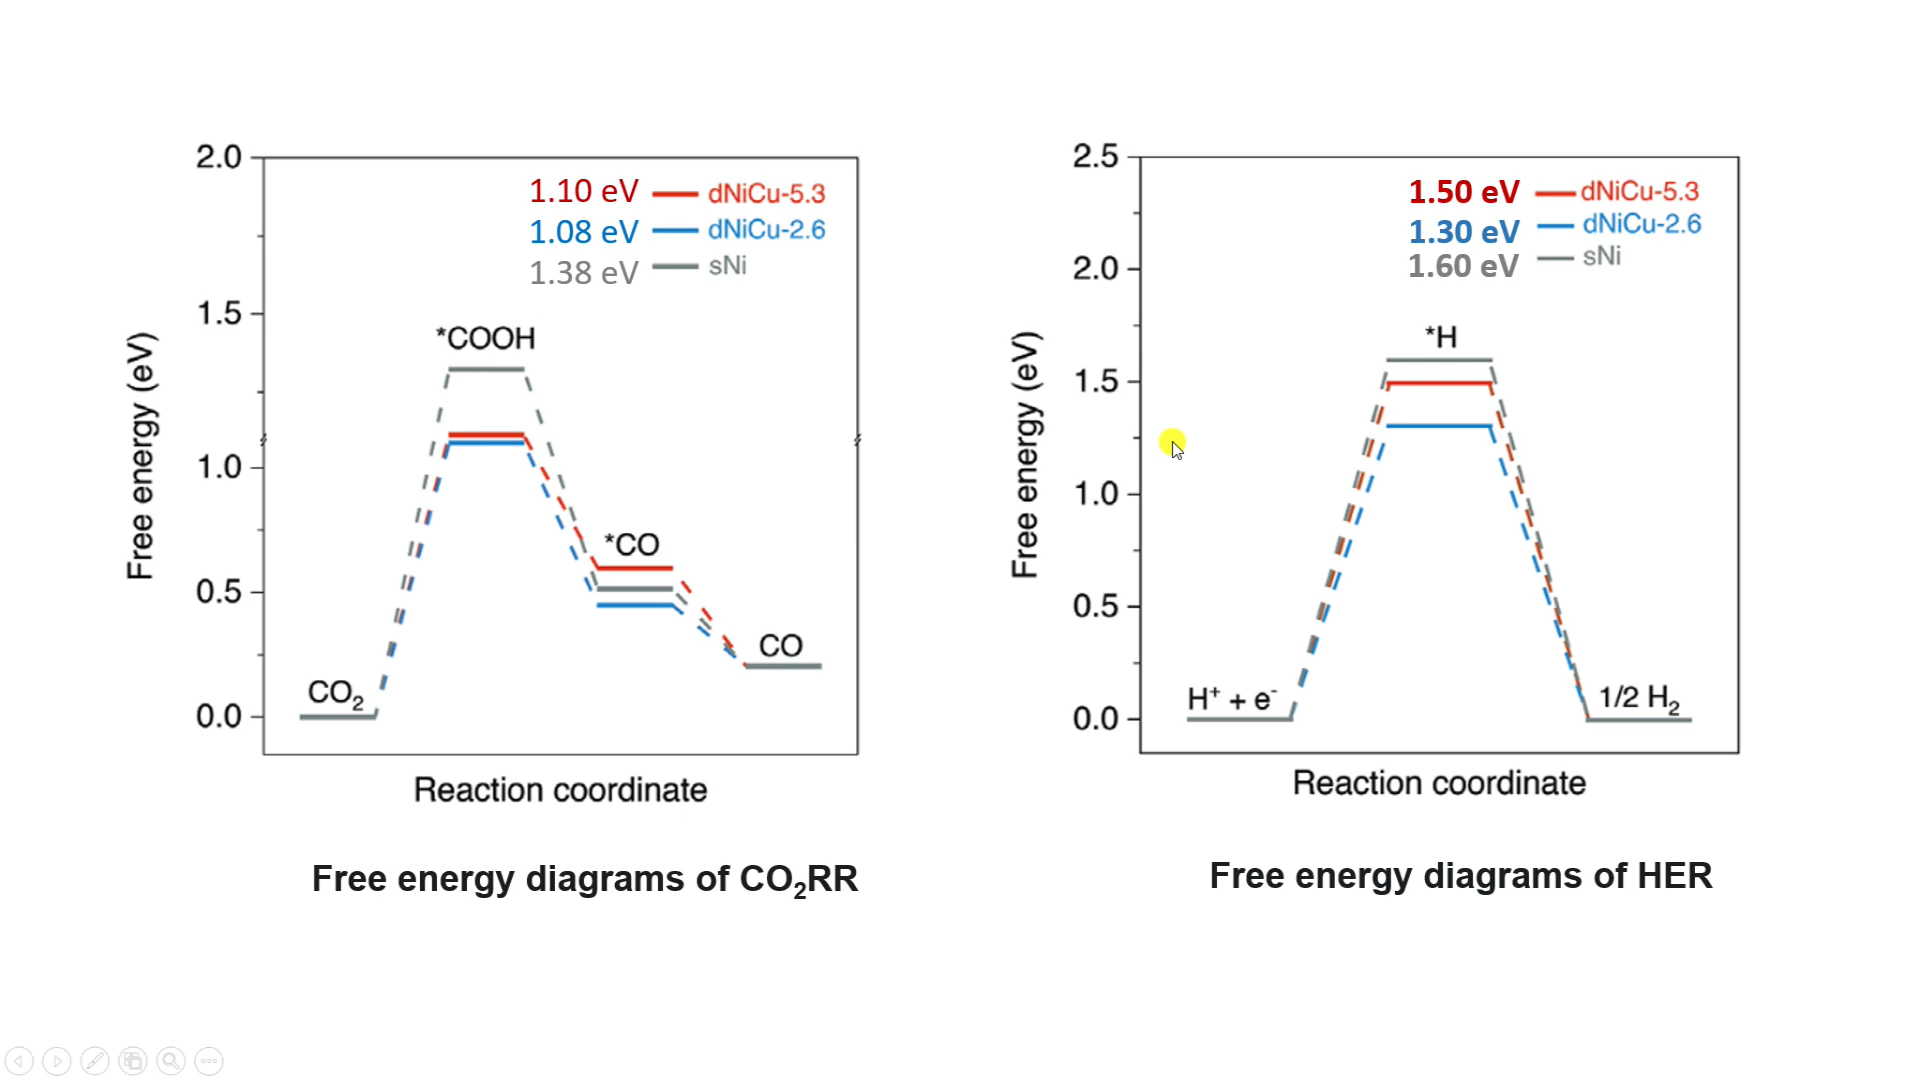 2.0
1.5
1.0
0.5
0.0
Free energy (eV)
1.10 eV dNiCu-5.3
1.08 eV dNiCu-2.6
1.38 eV sNi
*COOH
*CO
CO
CO₂
Reaction coordinate
Free energy diagrams of CO₂RR
2.5
2.0
1.5
1.0
0.5
0.0
Free energy (eV)
1.50 eV dNiCu-5.3
1.30 eV dNiCu-2.6
1.60 eV sNi
*H
H⁺ + e⁻
1/2 H₂
Reaction coordinate
Free energy diagrams of HER